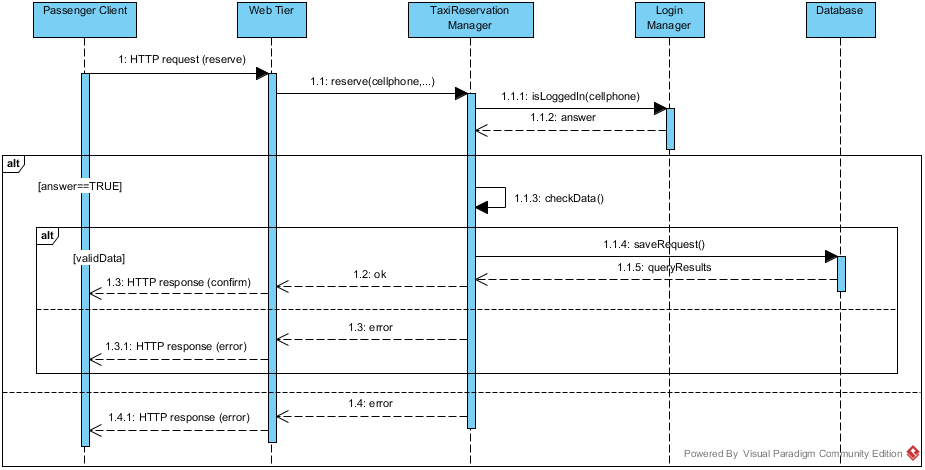 Passenger Client
Web Tier
TaxiReservation
Manager
Login
Manager
Database
1: HTTP request (reserve)
1.1: reserve(cellphone,...)
1.1.1: isLoggedIn(cellphone)
1.1.2: answer
alt
[answer==TRUE]
1.1.3: checkData()
alt
1.1.4: saveRequest()
[validData]
1.1.5: queryResults
1.2: ok
1.3: HTTP response (confirm)
1.3: error
1.3.1: HTTP response (error)
1.4: error
1.4.1: HTTP response (error)
Powered By Visual Paradigm Community Edition